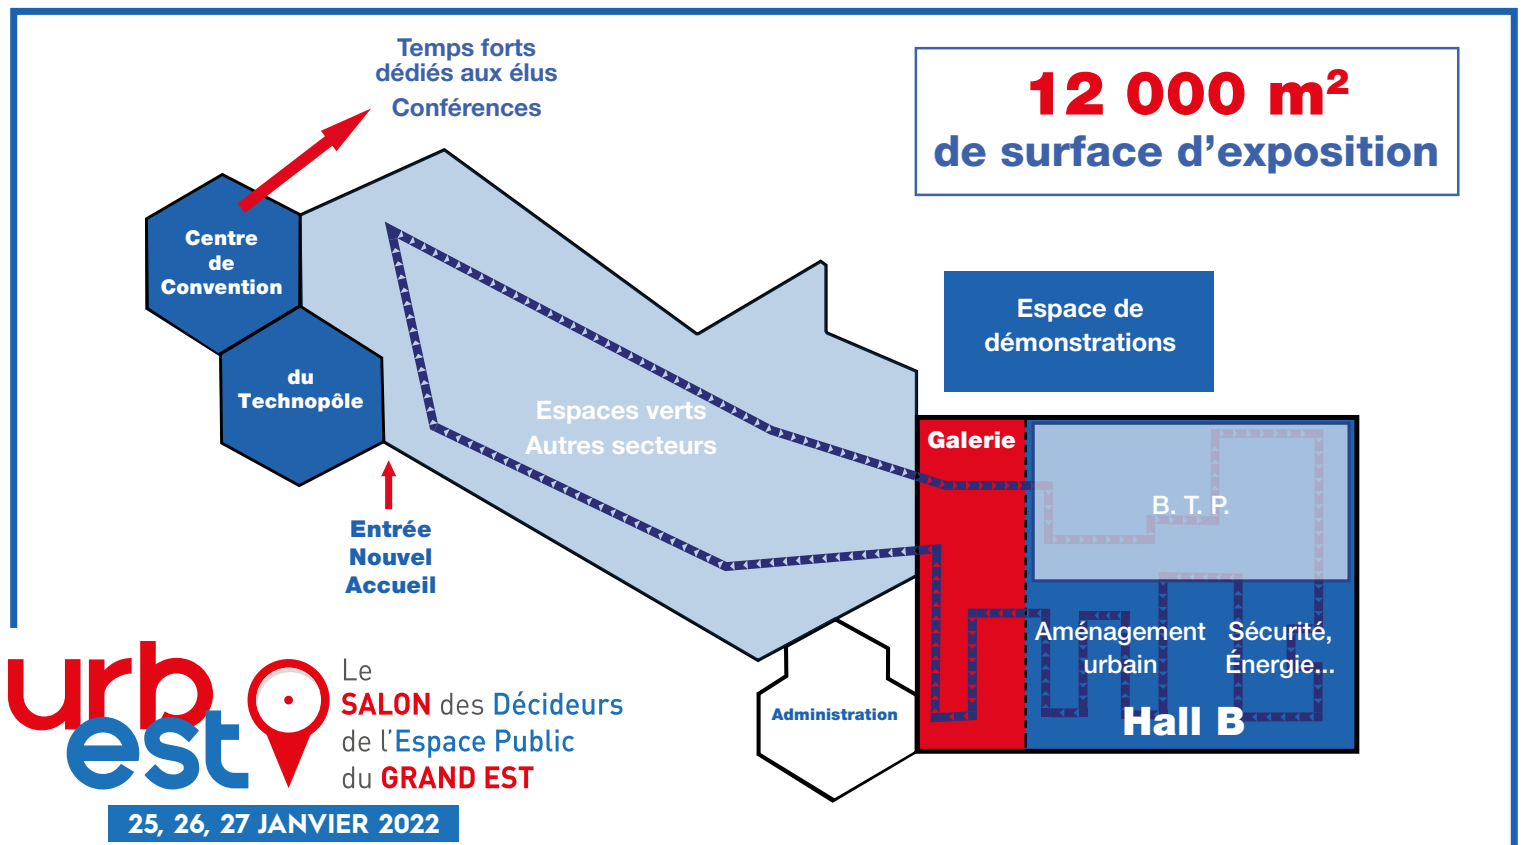 Temps forts
dédiés aux élus
Conférences
12 000 m²
de surface d’exposition
Centre
de
Convention
du
Technopôle
Espace de
démonstrations
Espaces verts
Autres secteurs
Galerie
B. T. P.
Entrée
Nouvel
Accueil
Aménagement
urbain
Sécurité,
Énergie...
Hall B
Administration
urb
est
Le
SALON des Décideurs
de l’Espace Public
du GRAND EST
25, 26, 27 JANVIER 2022